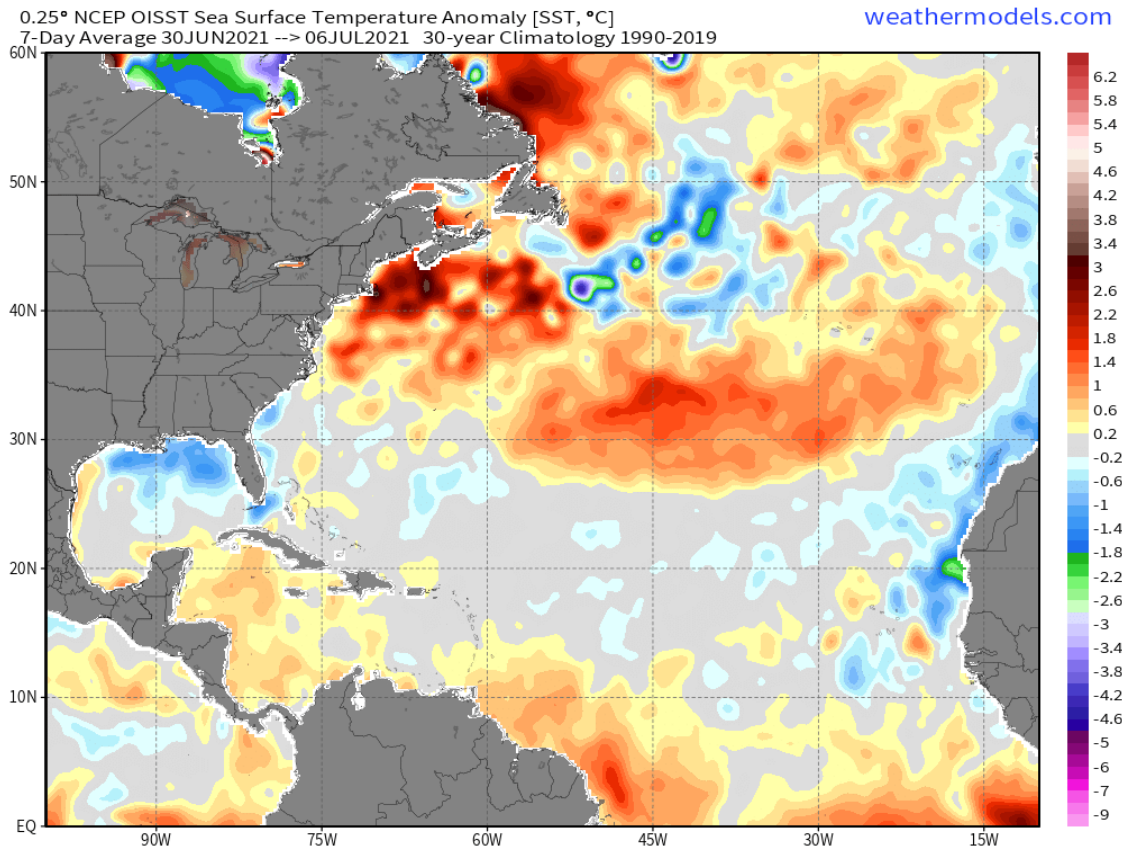 0.25° NCEP OISST Sea Surface Temperature Anomaly [SST, °C]
weathermodels.com
7-Day Average 30JUN2021 --> 06JUL2021 30-year Climatology 1990-2019
60N
50N
40N
30N
20N
10N
EQ
90W
75W
60W
45W
30W
15W
6.2
5.8
5.4
5
4.6
4.2
3.8
3.4
3
2.6
2.2
1.8
1.4
1
0.6
0.2
-0.2
-0.6
-1
-1.4
-1.8
-2.2
-2.6
-3
-3.4
-3.8
-4.2
-4.6
-5
-6
-7
-9